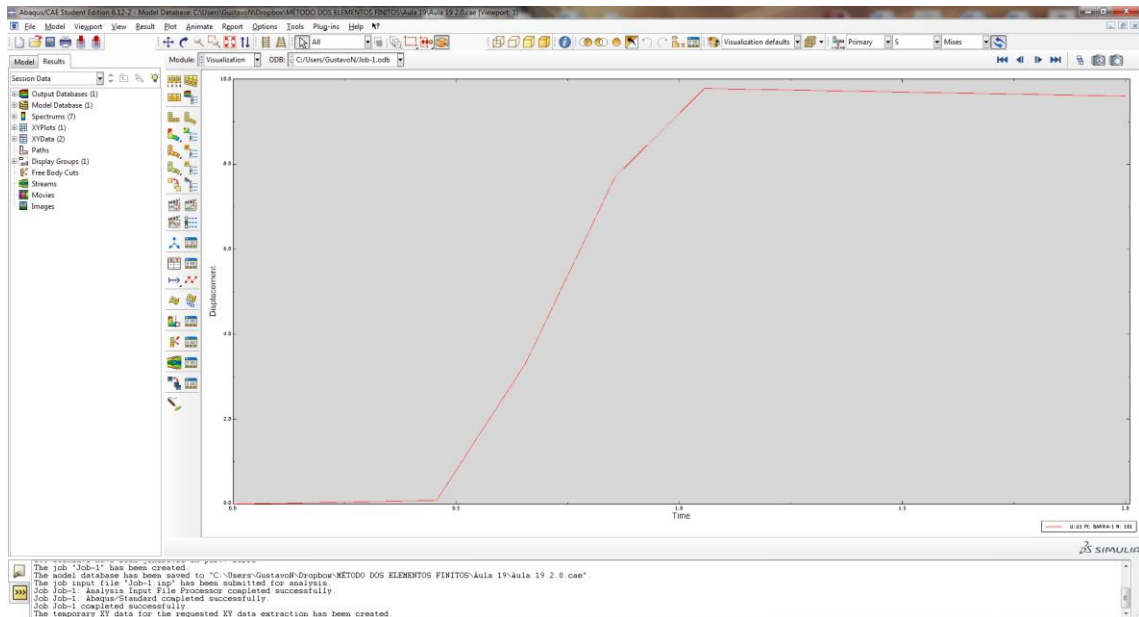 Abaqus/CAE Student Edition 6.12-2 - Model Database: C:\Users\GustavoN\Dropbox\MÉTODO DOS ELEMENTOS FINITOS\Aula 19\Aula 19 2.0.cae [Viewport: 1]
File Model Viewport View Result Plot Animate Report Options Tools Plug-ins Help
All Visualization defaults Primary S Mises
Model Results Module: Visualization ODB: C:/Users/GustavoN/Job-1.odb
Session Data
Output Databases (1)
Model Database (1)
Spectrums (7)
XYPlots (1)
XYData (2)
Paths
Display Groups (1)
Free Body Cuts
Streams
Movies
Images
10.0
8.0
6.0
4.0
2.0
0.0
Displacement
0.0 0.5 1.0 1.5 2.0
Time
U:U1 PI: BARRA-1 N: 101
SIMULIA
The job "Job-1" has been created.
The model database has been saved to "C:\Users\GustavoN\Dropbox\MÉTODO DOS ELEMENTOS FINITOS\Aula 19\Aula 19 2.0.cae".
The job input file "Job-1.inp" has been submitted for analysis.
Job Job-1: Analysis Input File Processor completed successfully.
Job Job-1: Abaqus/Standard completed successfully.
Job Job-1 completed successfully.
The temporary XY data for the requested XY data extraction has been created.